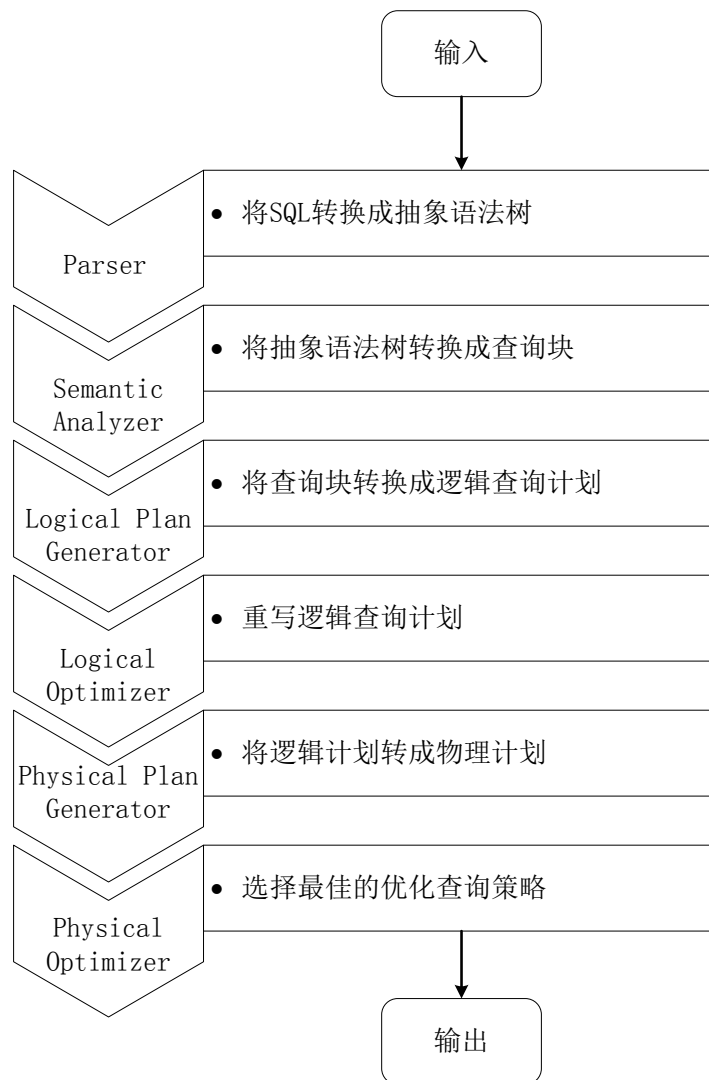 输入
• 将SQL转换成抽象语法树
Parser
• 将抽象语法树转换成查询块
Semantic
Analyzer
• 将查询块转换成逻辑查询计划
Logical Plan
Generator
• 重写逻辑查询计划
Logical
Optimizer
• 将逻辑计划转成物理计划
Physical Plan
Generator
• 选择最佳的优化查询策略
Physical
Optimizer
输出